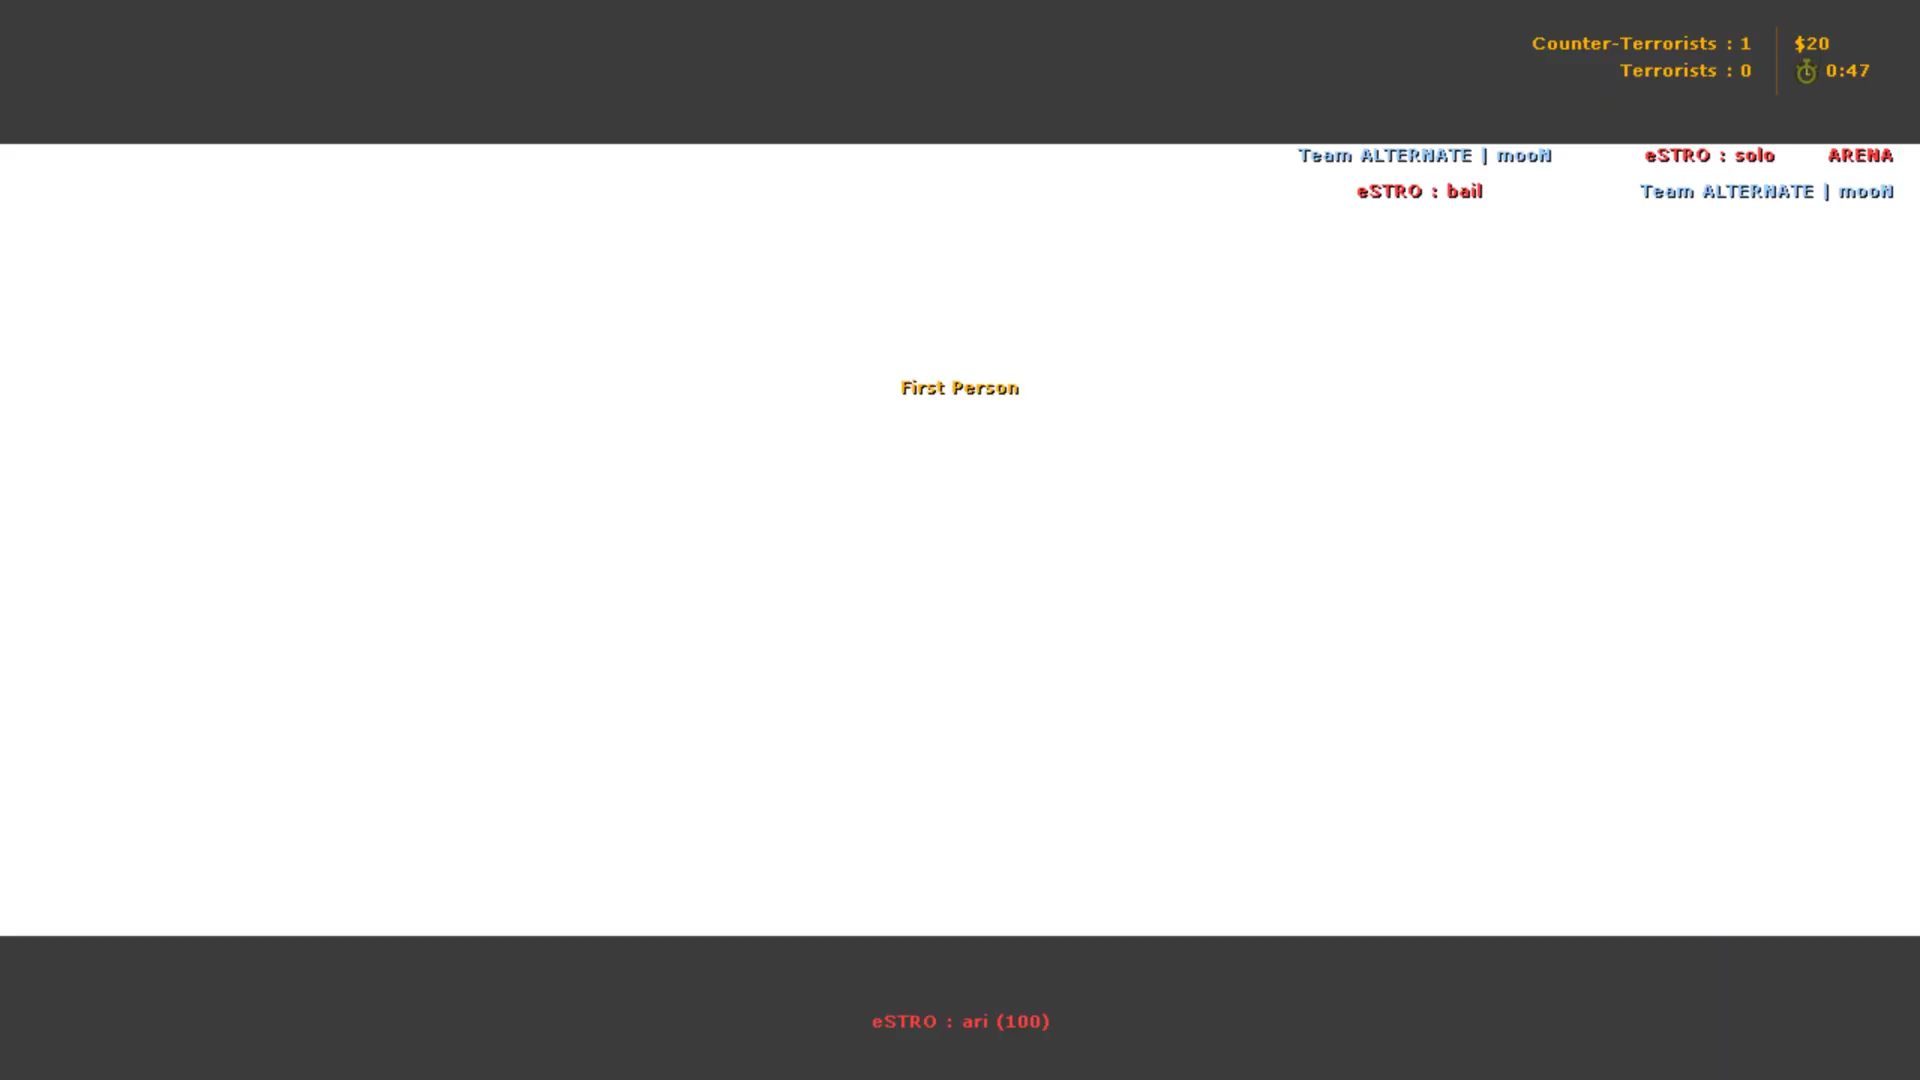 Counter-Terrorists : 1 $20
Terrorists : 0 0:47
Team ALTERNATE | mooN eSTRO : solo ARENA
eSTRO : bail Team ALTERNATE | mooN
First Person
eSTRO : ari (100)